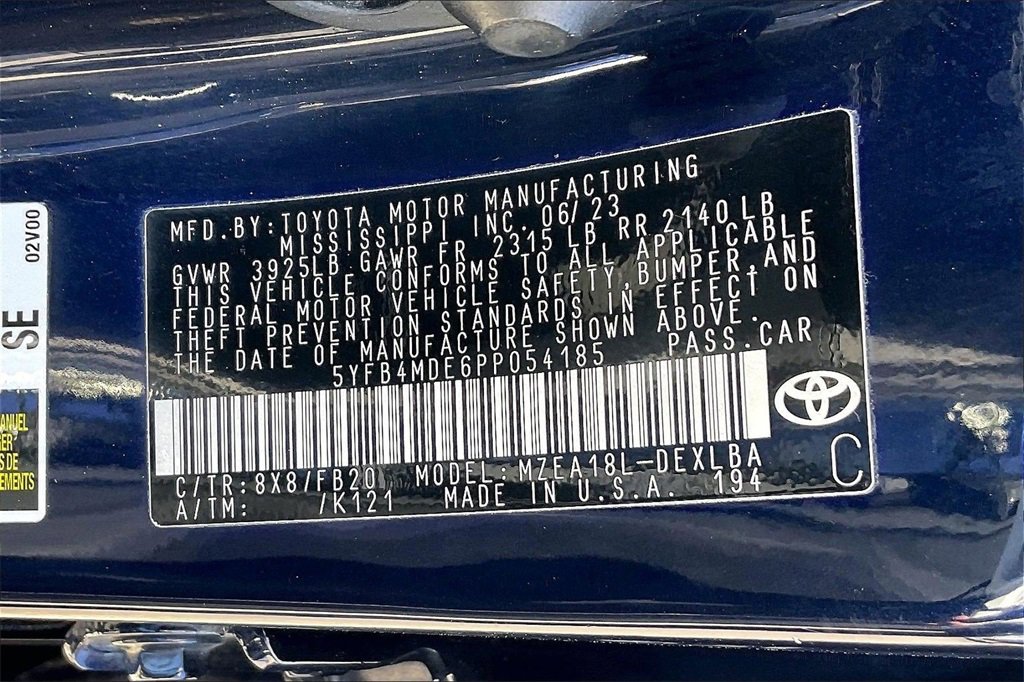 MFD.BY:TOYOTA MOTOR MANUFACTURING
MISSISSIPPI INC. 06/23
GVWR 3925LB GAWR FR 2315 LB RR 2140 LB
THIS VEHICLE CONFORMS TO ALL APPLICABLE
FEDERAL MOTOR VEHICLE SAFETY,BUMPER,AND
THEFT PREVENTION STANDARDS IN EFFECT ON
THE DATE OF MANUFACTURE SHOWN ABOVE.
5YFB4MDE6PP054185 PASS.CAR
C/TR:8X8/FB20 MODEL:MZEA18L-DEXLBA
A/TM: /K121 MADE IN U.S.A. 194
C
SE
02V00
S DE